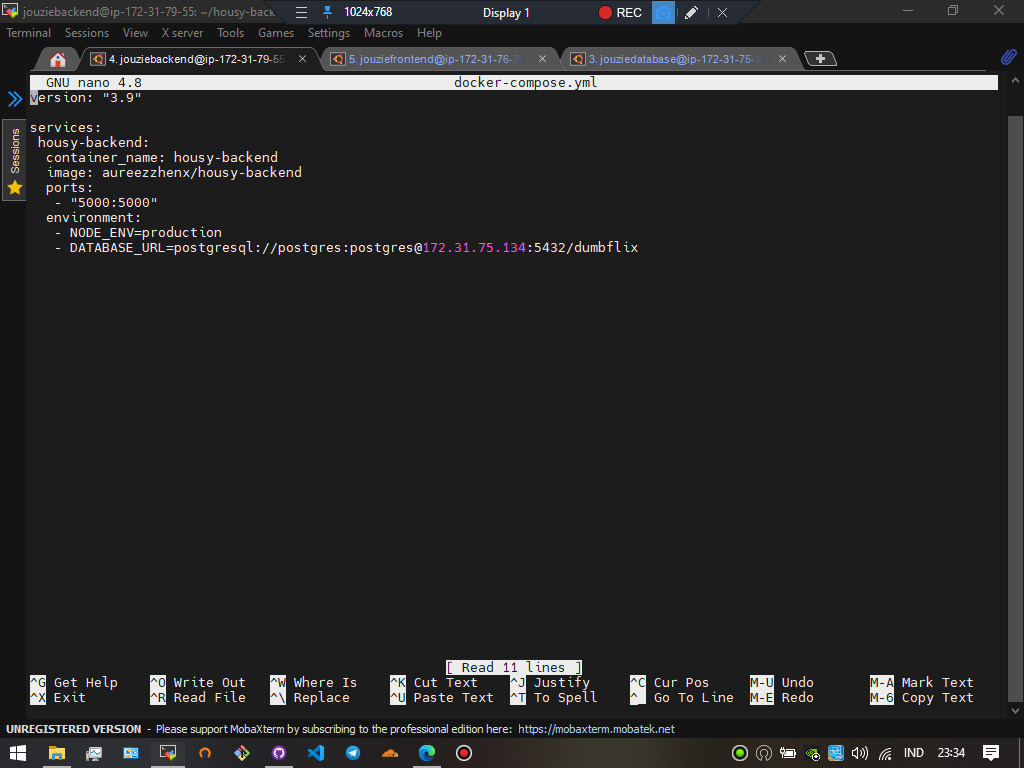 jouziebackend@ip-172-31-79-55: ~/housy-back
1024x768
Display 1
REC
Terminal Sessions View X server Tools Games Settings Macros Help
4. jouziebackend@ip-172-31-79-55
5. jouziefrontend@ip-172-31-76-
3. jouziedatabase@ip-172-31-75-
Sessions
GNU nano 4.8 docker-compose.yml
version: "3.9"
services:
housy-backend:
container_name: housy-backend
image: aureezzhenx/housy-backend
ports:
- "5000:5000"
environment:
- NODE_ENV=production
- DATABASE_URL=postgresql://postgres:postgres@172.31.75.134:5432/dumbflix
[ Read 11 lines ]
^G Get Help ^O Write Out ^W Where Is ^K Cut Text ^J Justify ^C Cur Pos M-U Undo M-A Mark Text
^X Exit ^R Read File ^\ Replace ^U Paste Text ^T To Spell ^_ Go To Line M-E Redo M-6 Copy Text
UNREGISTERED VERSION - Please support MobaXterm by subscribing to the professional edition here: https://mobaxterm.mobatek.net
IND 23:34